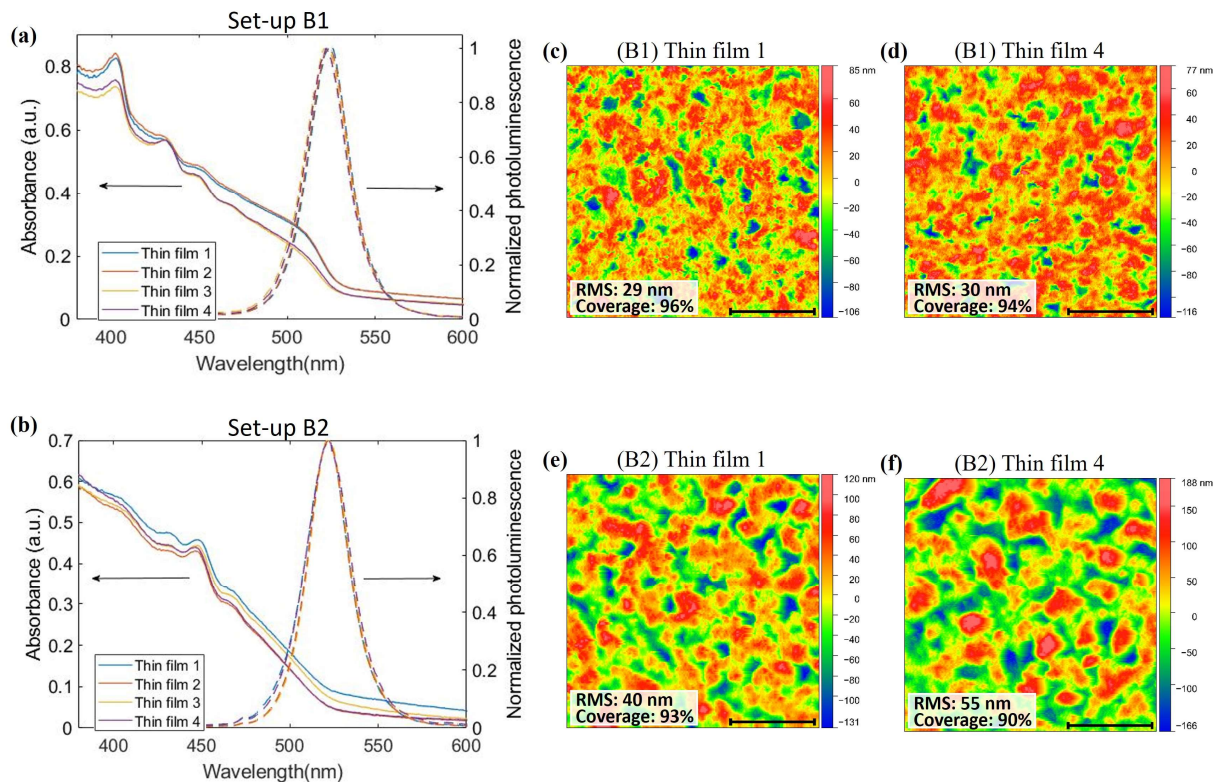 (a)
Set-up B1
Absorbance (a.u.)
0.8
0.6
0.4
0.2
0
1
0.8
0.6
0.4
0.2
0
Normalized photoluminescence
Thin film 1
Thin film 2
Thin film 3
Thin film 4
400 450 500 550 600
Wavelength(nm)
(c) (B1) Thin film 1
85 nm
60
40
20
0
−20
−40
−60
−80
−106
RMS: 29 nm
Coverage: 96%
(d) (B1) Thin film 4
77 nm
60
40
20
0
−20
−40
−60
−80
−116
RMS: 30 nm
Coverage: 94%
(b)
Set-up B2
Absorbance (a.u.)
0.7
0.6
0.5
0.4
0.3
0.2
0.1
0
1
0.8
0.6
0.4
0.2
0
Normalized photoluminescence
Thin film 1
Thin film 2
Thin film 3
Thin film 4
400 450 500 550 600
Wavelength(nm)
(e) (B2) Thin film 1
120 nm
100
80
60
40
20
0
−20
−40
−60
−80
−100
−131
RMS: 40 nm
Coverage: 93%
(f) (B2) Thin film 4
188 nm
150
100
50
0
−50
−100
−166
RMS: 55 nm
Coverage: 90%